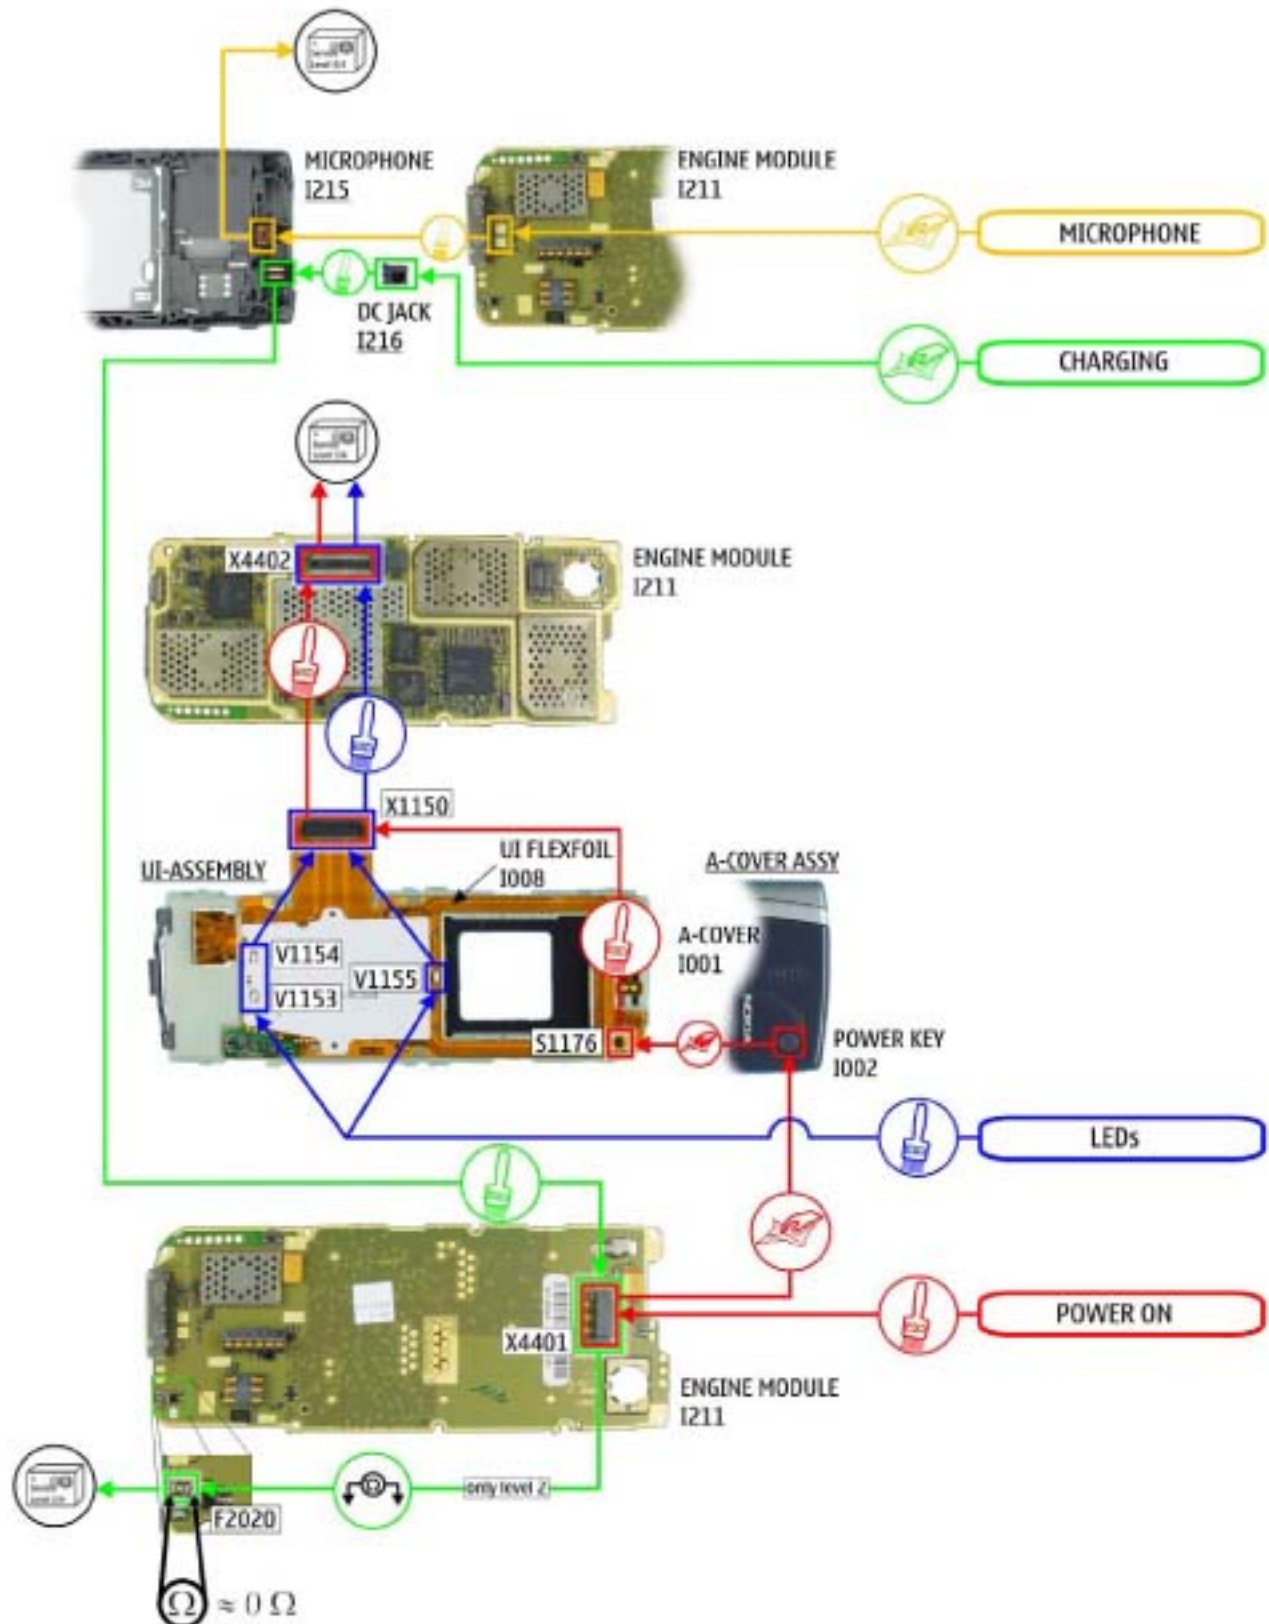 MICROPHONE
I215
ENGINE MODULE
I211
MICROPHONE
DC JACK
I216
CHARGING
X4402
ENGINE MODULE
I211
X1150
UI-ASSEMBLY
UI FLEXFOIL
I008
A-COVER ASSY
A-COVER
I001
V1154
V1155
V1153
NOKIA
S1176
POWER KEY
I002
LEDs
POWER ON
X4401
ENGINE MODULE
I211
only level 2
F2020
Ω ≈ 0 Ω